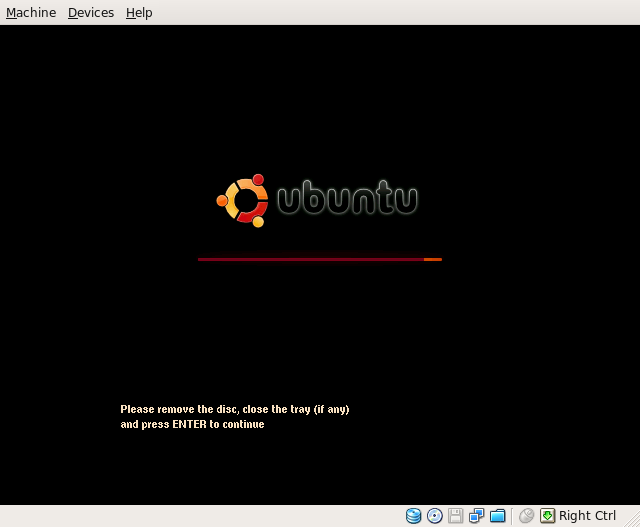 Machine Devices Help
ubuntu
Please remove the disc, close the tray (if any)
and press ENTER to continue
Right Ctrl